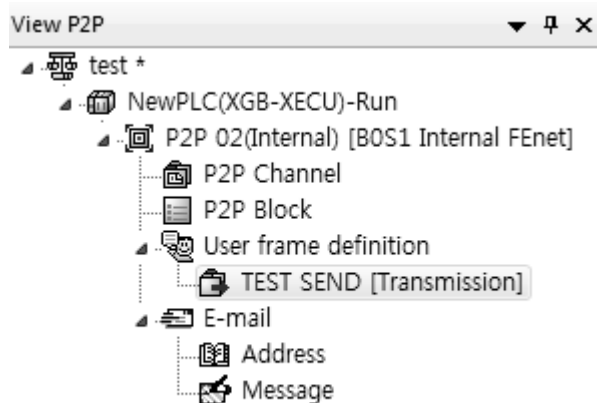 View P2P
test *
NewPLC(XGB-XECU)-Run
P2P 02(Internal) [B0S1 Internal FEnet]
P2P Channel
P2P Block
User frame definition
TEST SEND [Transmission]
E-mail
Address
Message